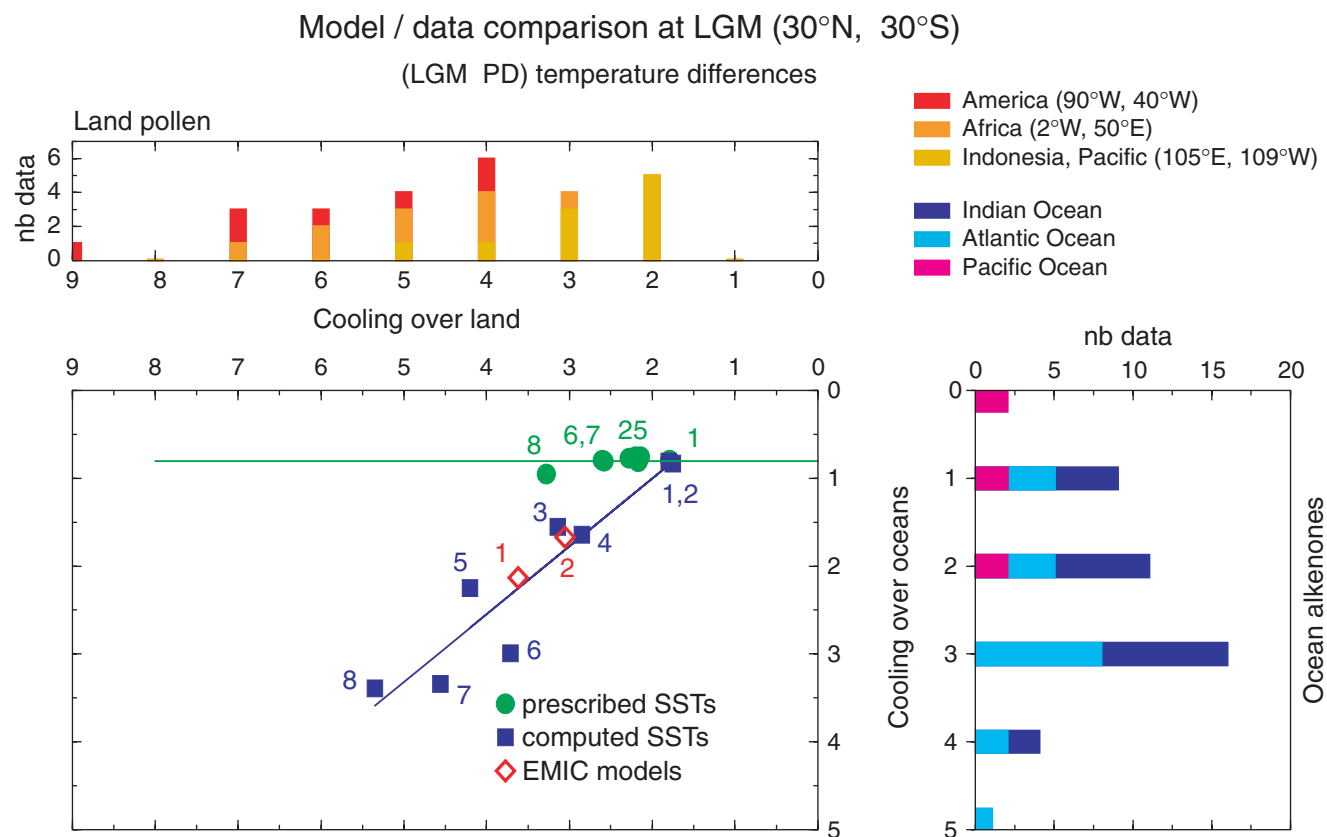 Model / data comparison at LGM (30°N, 30°S)
(LGM PD) temperature differences
America (90°W, 40°W)
Africa (2°W, 50°E)
Indonesia, Pacific (105°E, 109°W)
Indian Ocean
Atlantic Ocean
Pacific Ocean
Land pollen
nb data
6
4
2
0
9 8 7 6 5 4 3 2 1 0
Cooling over land
9 8 7 6 5 4 3 2 1 0
0
1
2
3
4
5
8 6,7 25 1
1,2
3
4
1
2
5
6
7
8
prescribed SSTs
computed SSTs
EMIC models
Cooling over oceans
nb data
0 5 10 15 20
0
1
2
3
4
5
Ocean alkenones